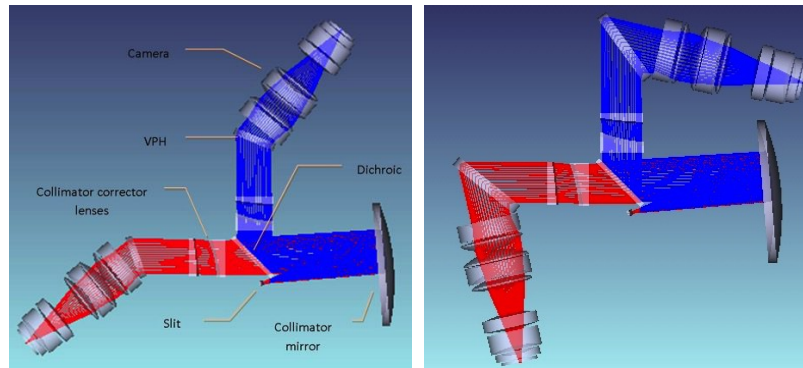 Camera
VPH
Dichroic
Collimator corrector
lenses
Slit
Collimator
mirror